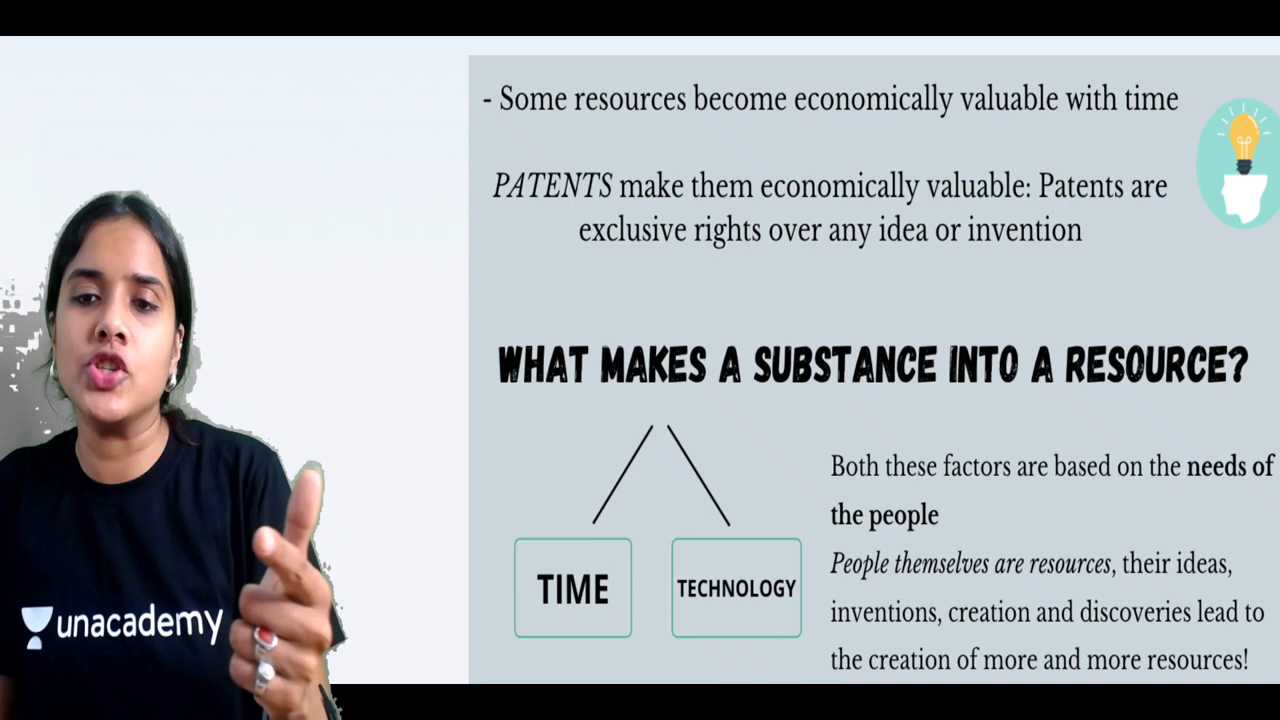 - Some resources become economically valuable with time
PATENTS make them economically valuable: Patents are
exclusive rights over any idea or invention
WHAT MAKES A SUBSTANCE INTO A RESOURCE?
TIME
TECHNOLOGY
Both these factors are based on the needs of
the people
People themselves are resources, their ideas,
inventions, creation and discoveries lead to
the creation of more and more resources!
unacademy